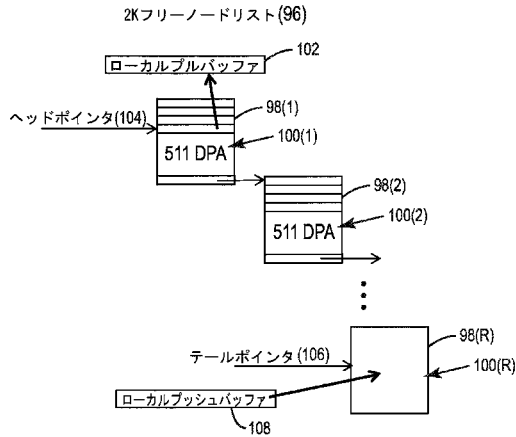 2Kフリーノードリスト(96)
ローカルプルバッファ
102
ヘッドポインタ(104)
98(1)
100(1)
511 DPA
98(2)
100(2)
511 DPA
98(R)
テールポインタ(106)
100(R)
ローカルプッシュバッファ
108